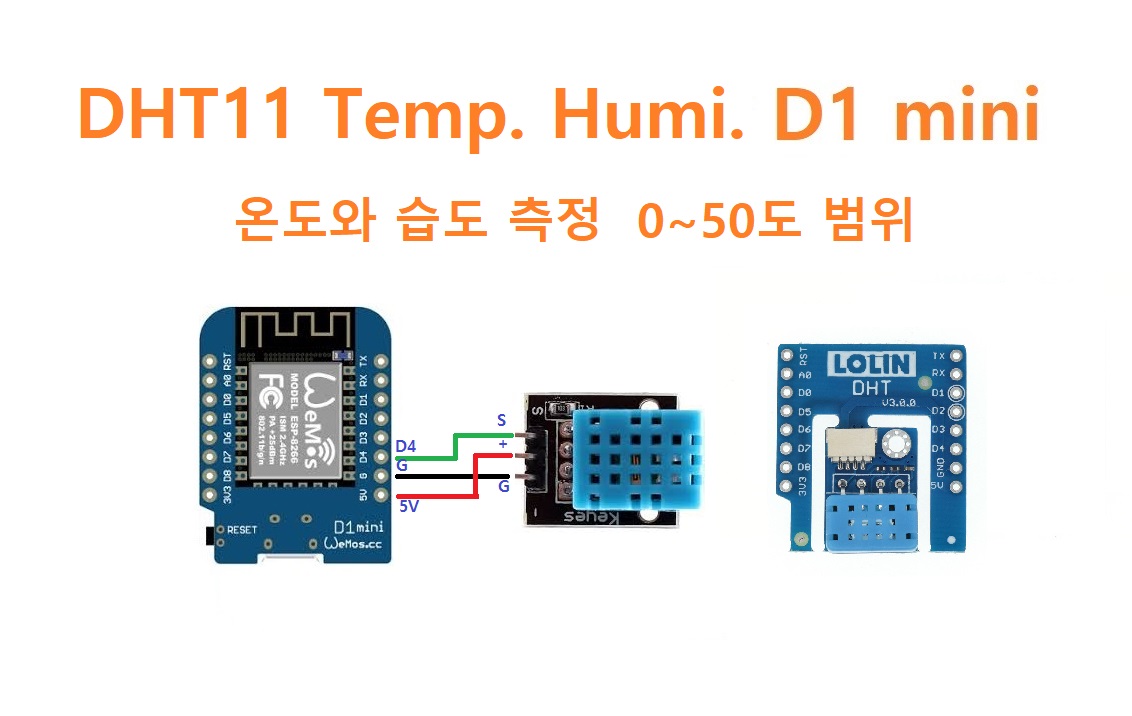 DHT11 Temp. Humi. D1 mini
온도와 습도 측정 0~50도 범위
RST
A0
D0
D5
D6
D7
D8
3V3
TX
RX
D1
D2
D3
D4
G
5V
WeMos
MODEL ESP-8266
ISM 2.4GHz
PA +25dBm
802.11b/g/n
FC
RESET
D1mini
WeMos.cc
D4
G
5V
S
+
G
S
Keyes
LOLIN
DHT
V3.0.0
RST
A0
D0
D5
D6
D7
D8
3V3
TX
RX
D1
D2
D3
D4
GND
5V